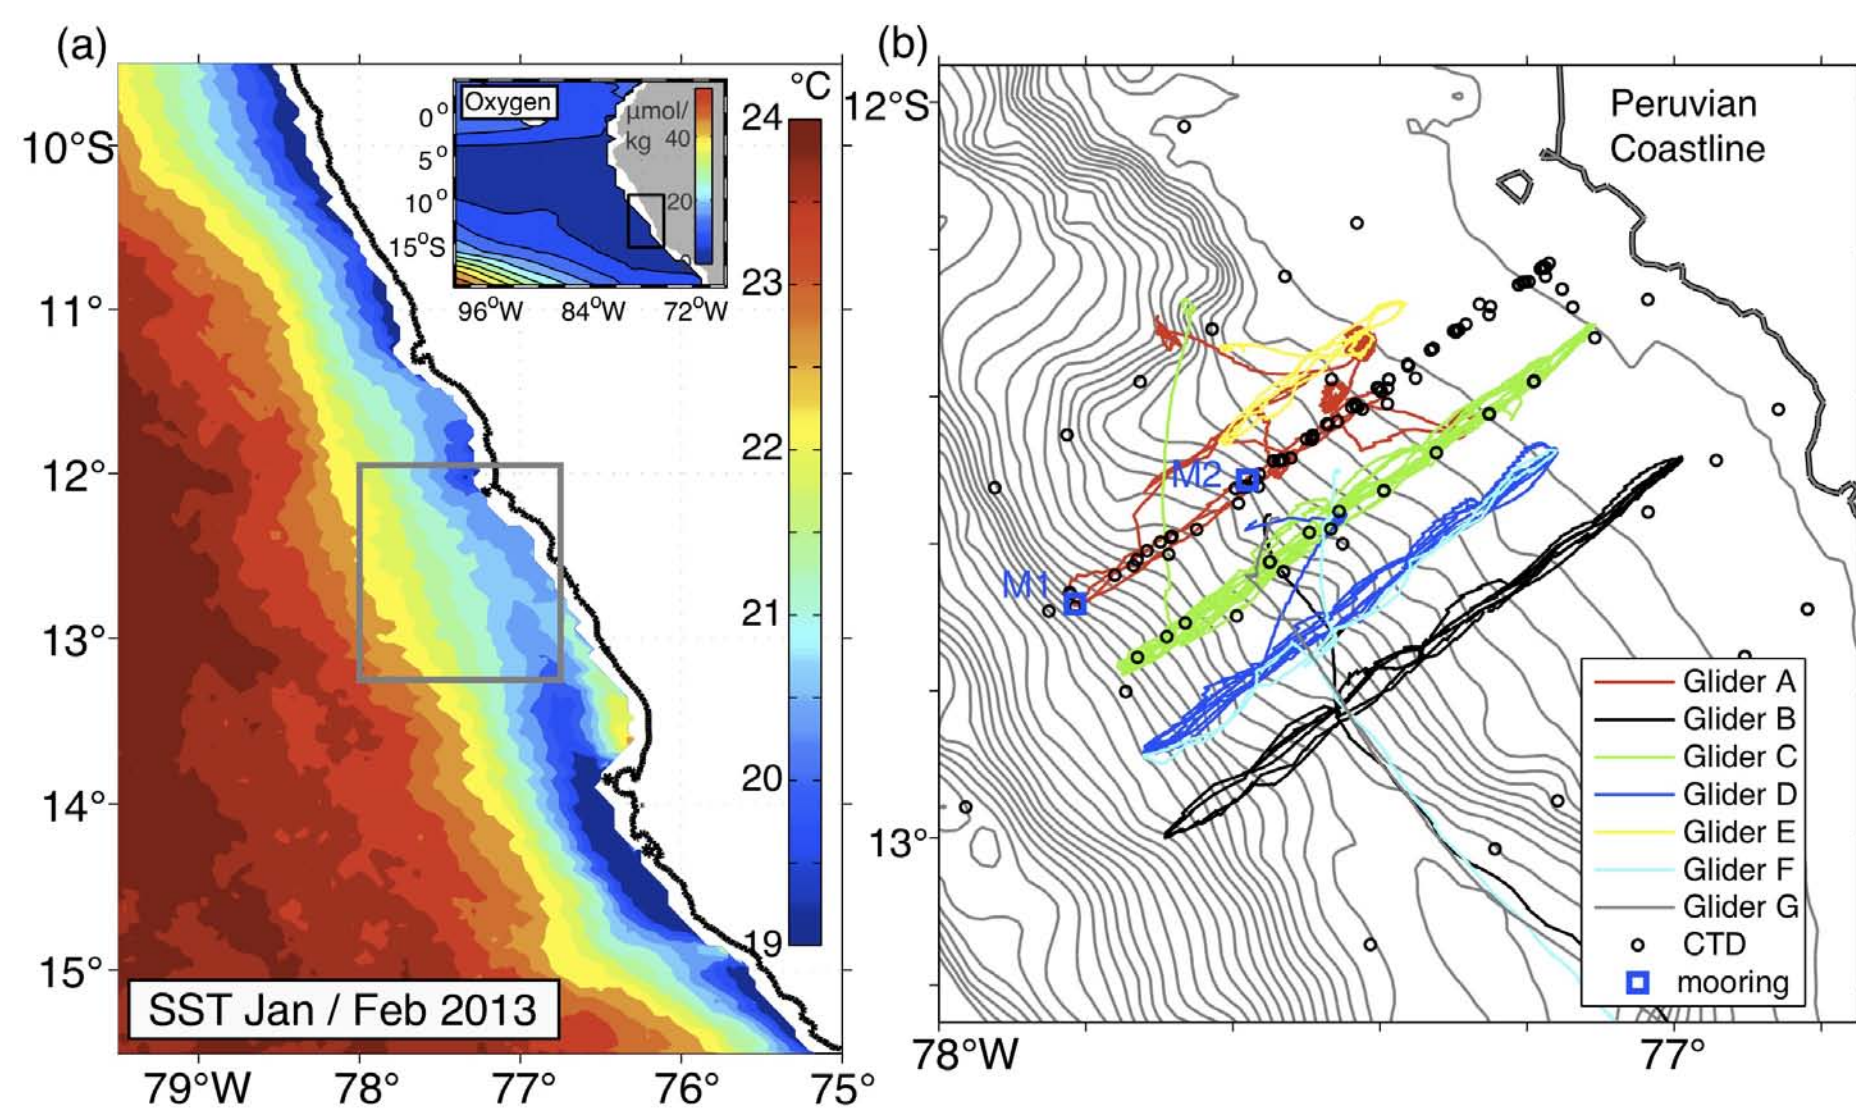 (a)
10°S
11°
12°
13°
14°
15°
79°W
78°
77°
76°
75°
SST Jan / Feb 2013
Oxygen
μmol/
kg
40
20
0
0°
5°
10°
15°S
96°W
84°W
72°W
°C
24
23
22
21
20
19
(b)
12°S
13°
78°W
77°
Peruvian
Coastline
M2
M1
Glider A
Glider B
Glider C
Glider D
Glider E
Glider F
Glider G
CTD
mooring